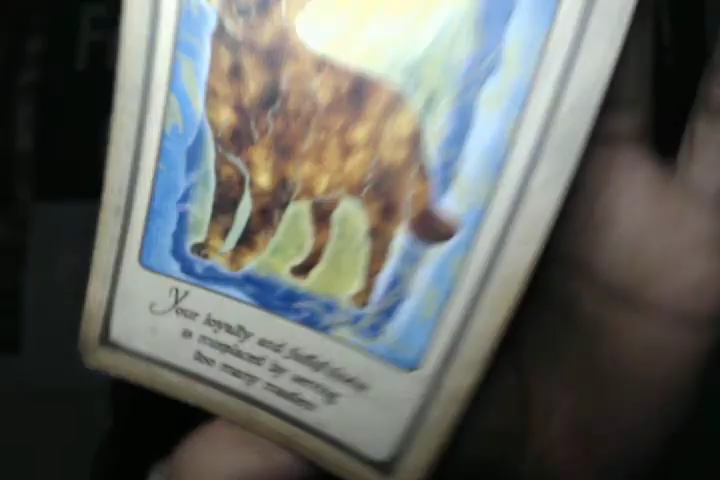 Your loyalty and faithfulness
is misplaced by serving
too many masters